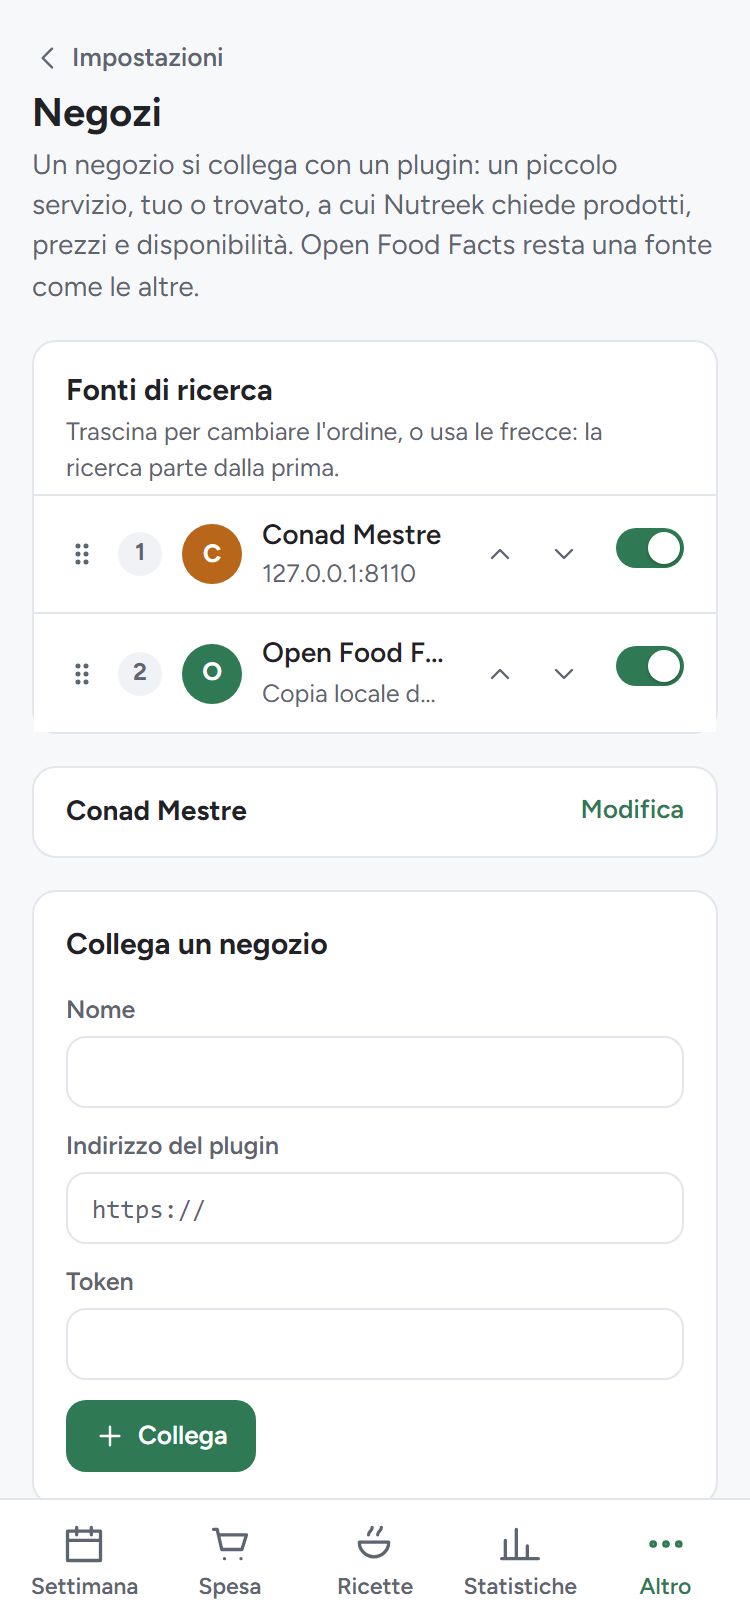 Impostazioni
Negozi
Un negozio si collega con un plugin: un piccolo
servizio, tuo o trovato, a cui Nutreek chiede prodotti,
prezzi e disponibilità. Open Food Facts resta una fonte
come le altre.
Fonti di ricerca
Trascina per cambiare l'ordine, o usa le frecce: la
ricerca parte dalla prima.
1
C
Conad Mestre
127.0.0.1:8110
2
O
Open Food F...
Copia locale d...
Conad Mestre
Modifica
Collega un negozio
Nome
Indirizzo del plugin
https://
Token
Collega
Settimana
Spesa
Ricette
Statistiche
Altro